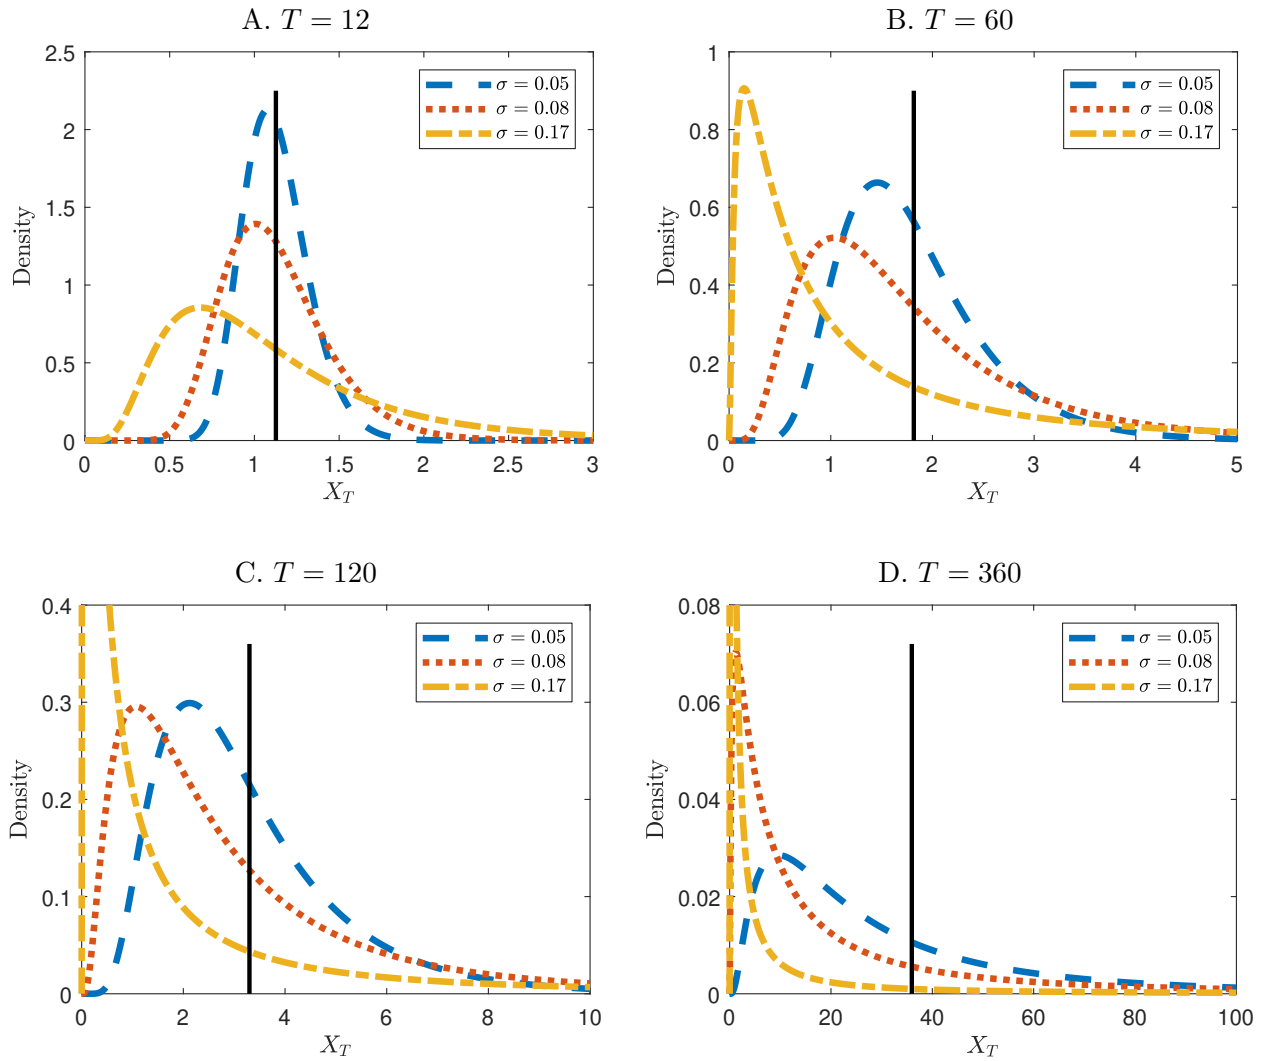 A. T = 12
2.5
2
1.5
1
0.5
0
Density
0
0.5
1
1.5
2
2.5
3
X_T
σ = 0.05
σ = 0.08
σ = 0.17
B. T = 60
1
0.8
0.6
0.4
0.2
0
Density
0
1
2
3
4
5
X_T
σ = 0.05
σ = 0.08
σ = 0.17
C. T = 120
0.4
0.3
0.2
0.1
0
Density
0
2
4
6
8
10
X_T
σ = 0.05
σ = 0.08
σ = 0.17
D. T = 360
0.08
0.06
0.04
0.02
0
Density
0
20
40
60
80
100
X_T
σ = 0.05
σ = 0.08
σ = 0.17